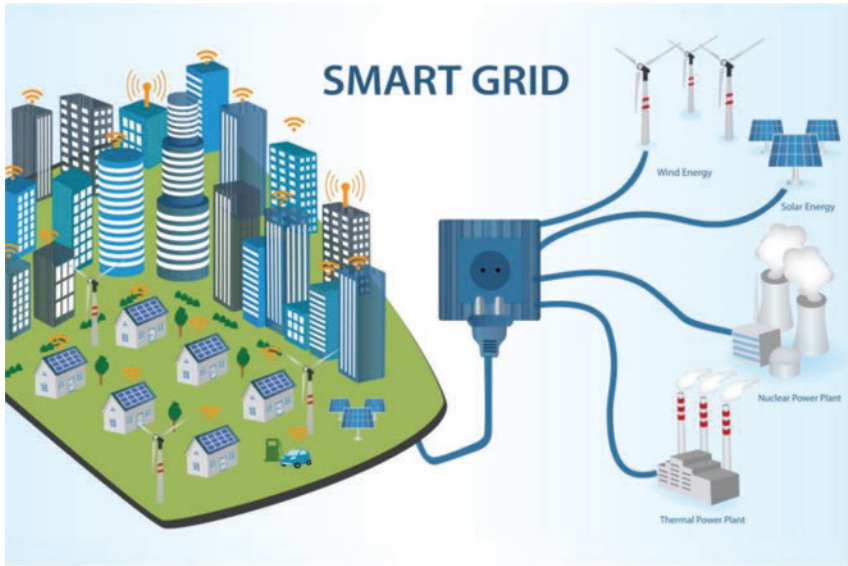 SMART GRID
Wind Energy
Solar Energy
Nuclear Power Plant
Thermal Power Plant